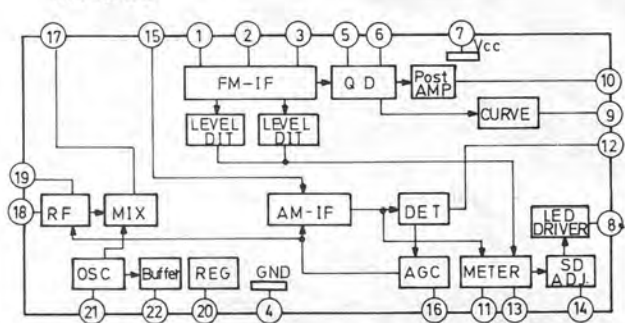 17
15
1
2
3
5
6
7
Vcc
FM-IF
QD
Post
AMP
10
LEVEL
DIT
LEVEL
DIT
CURVE
9
12
19
18
RF
MIX
AM-IF
DET
LED
DRIVER
8
OSC
Buffer
REG
GND
AGC
METER
SD
ADJ.
21
22
20
4
16
11
13
14